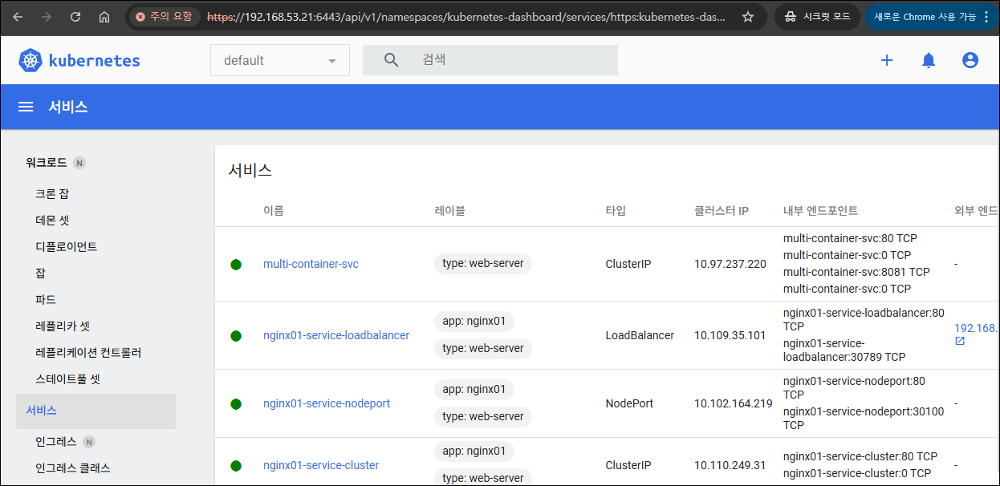 주의 요함
https://192.168.53.21:6443/api/v1/namespaces/kubernetes-dashboard/services/https:kubernetes-das...
시크릿 모드
새로운 Chrome 사용 가능
kubernetes
default
검색
서비스
워크로드 N
크론 잡
데몬 셋
디플로이먼트
잡
파드
레플리카 셋
레플리케이션 컨트롤러
스테이트풀 셋
서비스
인그레스 N
인그레스 클래스
서비스
이름 레이블 타입 클러스터 IP 내부 엔드포인트 외부 엔드
multi-container-svc type: web-server ClusterIP 10.97.237.220
multi-container-svc:80 TCP
multi-container-svc:0 TCP
multi-container-svc:8081 TCP
multi-container-svc:0 TCP
-
nginx01-service-loadbalancer
app: nginx01
type: web-server
LoadBalancer 10.109.35.101
nginx01-service-loadbalancer:80
TCP
nginx01-service-
loadbalancer:30789 TCP
192.168.
nginx01-service-nodeport
app: nginx01
type: web-server
NodePort 10.102.164.219
nginx01-service-nodeport:80
TCP
nginx01-service-nodeport:30100
TCP
-
nginx01-service-cluster
app: nginx01
type: web-server
ClusterIP 10.110.249.31
nginx01-service-cluster:80 TCP
nginx01-service-cluster:0 TCP
-